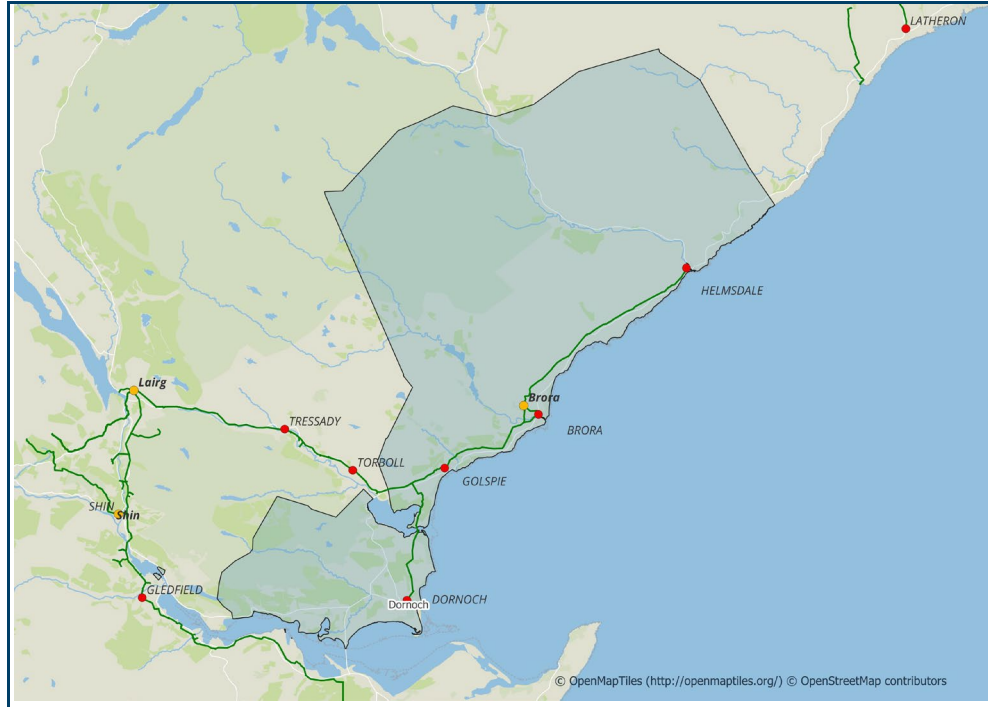 LATHERON
HELMSDALE
Lairg
Brora
TRESSADY
BRORA
TORBOLL
GOLSPIE
SHIN
Shin
GLEDFIELD
DORNOCH
Dornoch
© OpenMapTiles (http://openmaptiles.org/) © OpenStreetMap contributors